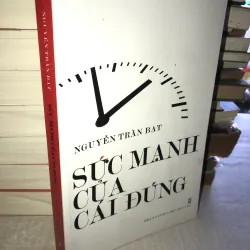 NGUYỄN TRẦN BẠT
SỨC MẠNH
CỦA
CÁI ĐÚNG